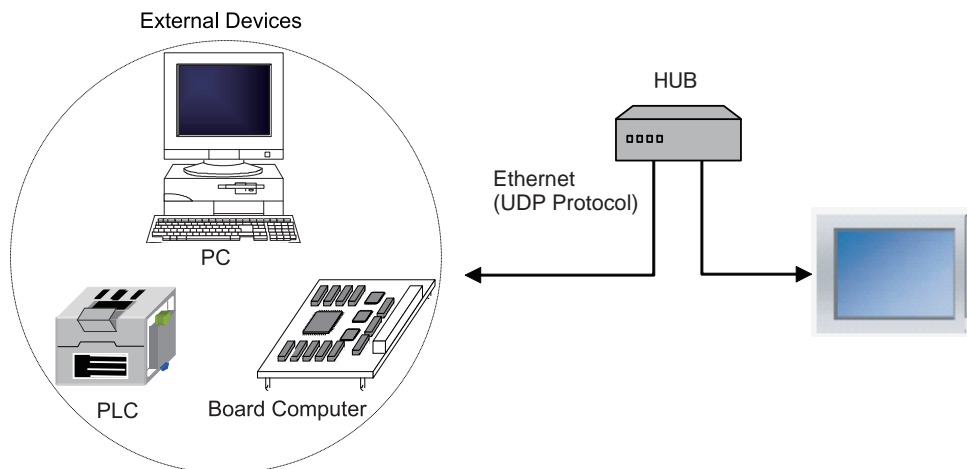 External Devices
HUB
Ethernet
(UDP Protocol)
PC
PLC
Board Computer